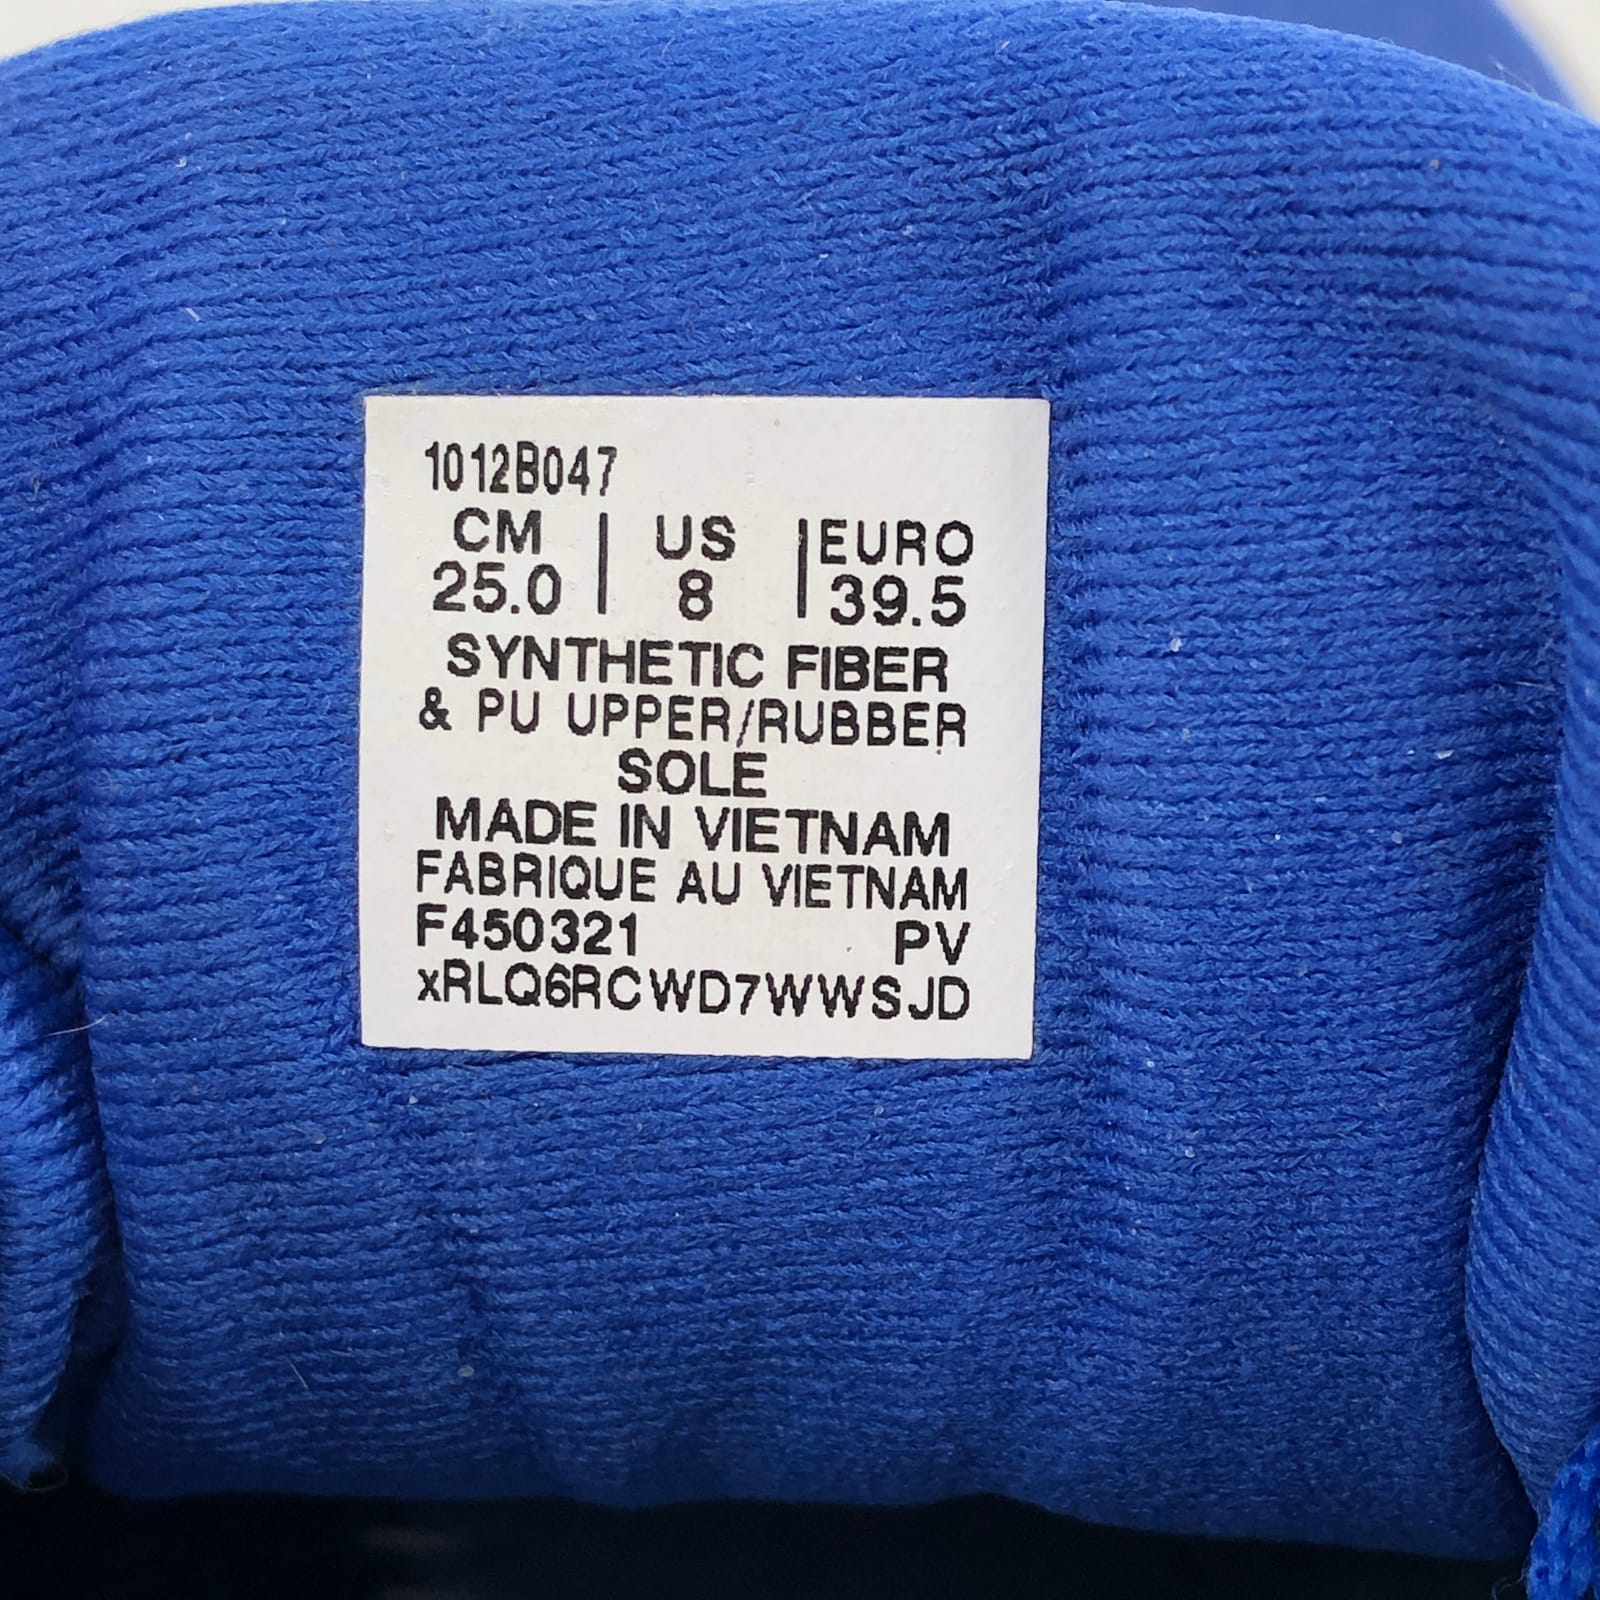 1012B047
CM | US | EURO
25.0 | 8 | 39.5
SYNTHETIC FIBER
& PU UPPER/RUBBER
SOLE
MADE IN VIETNAM
FABRIQUE AU VIETNAM
F450321 PV
xRLQ6RCWD7WWSJD